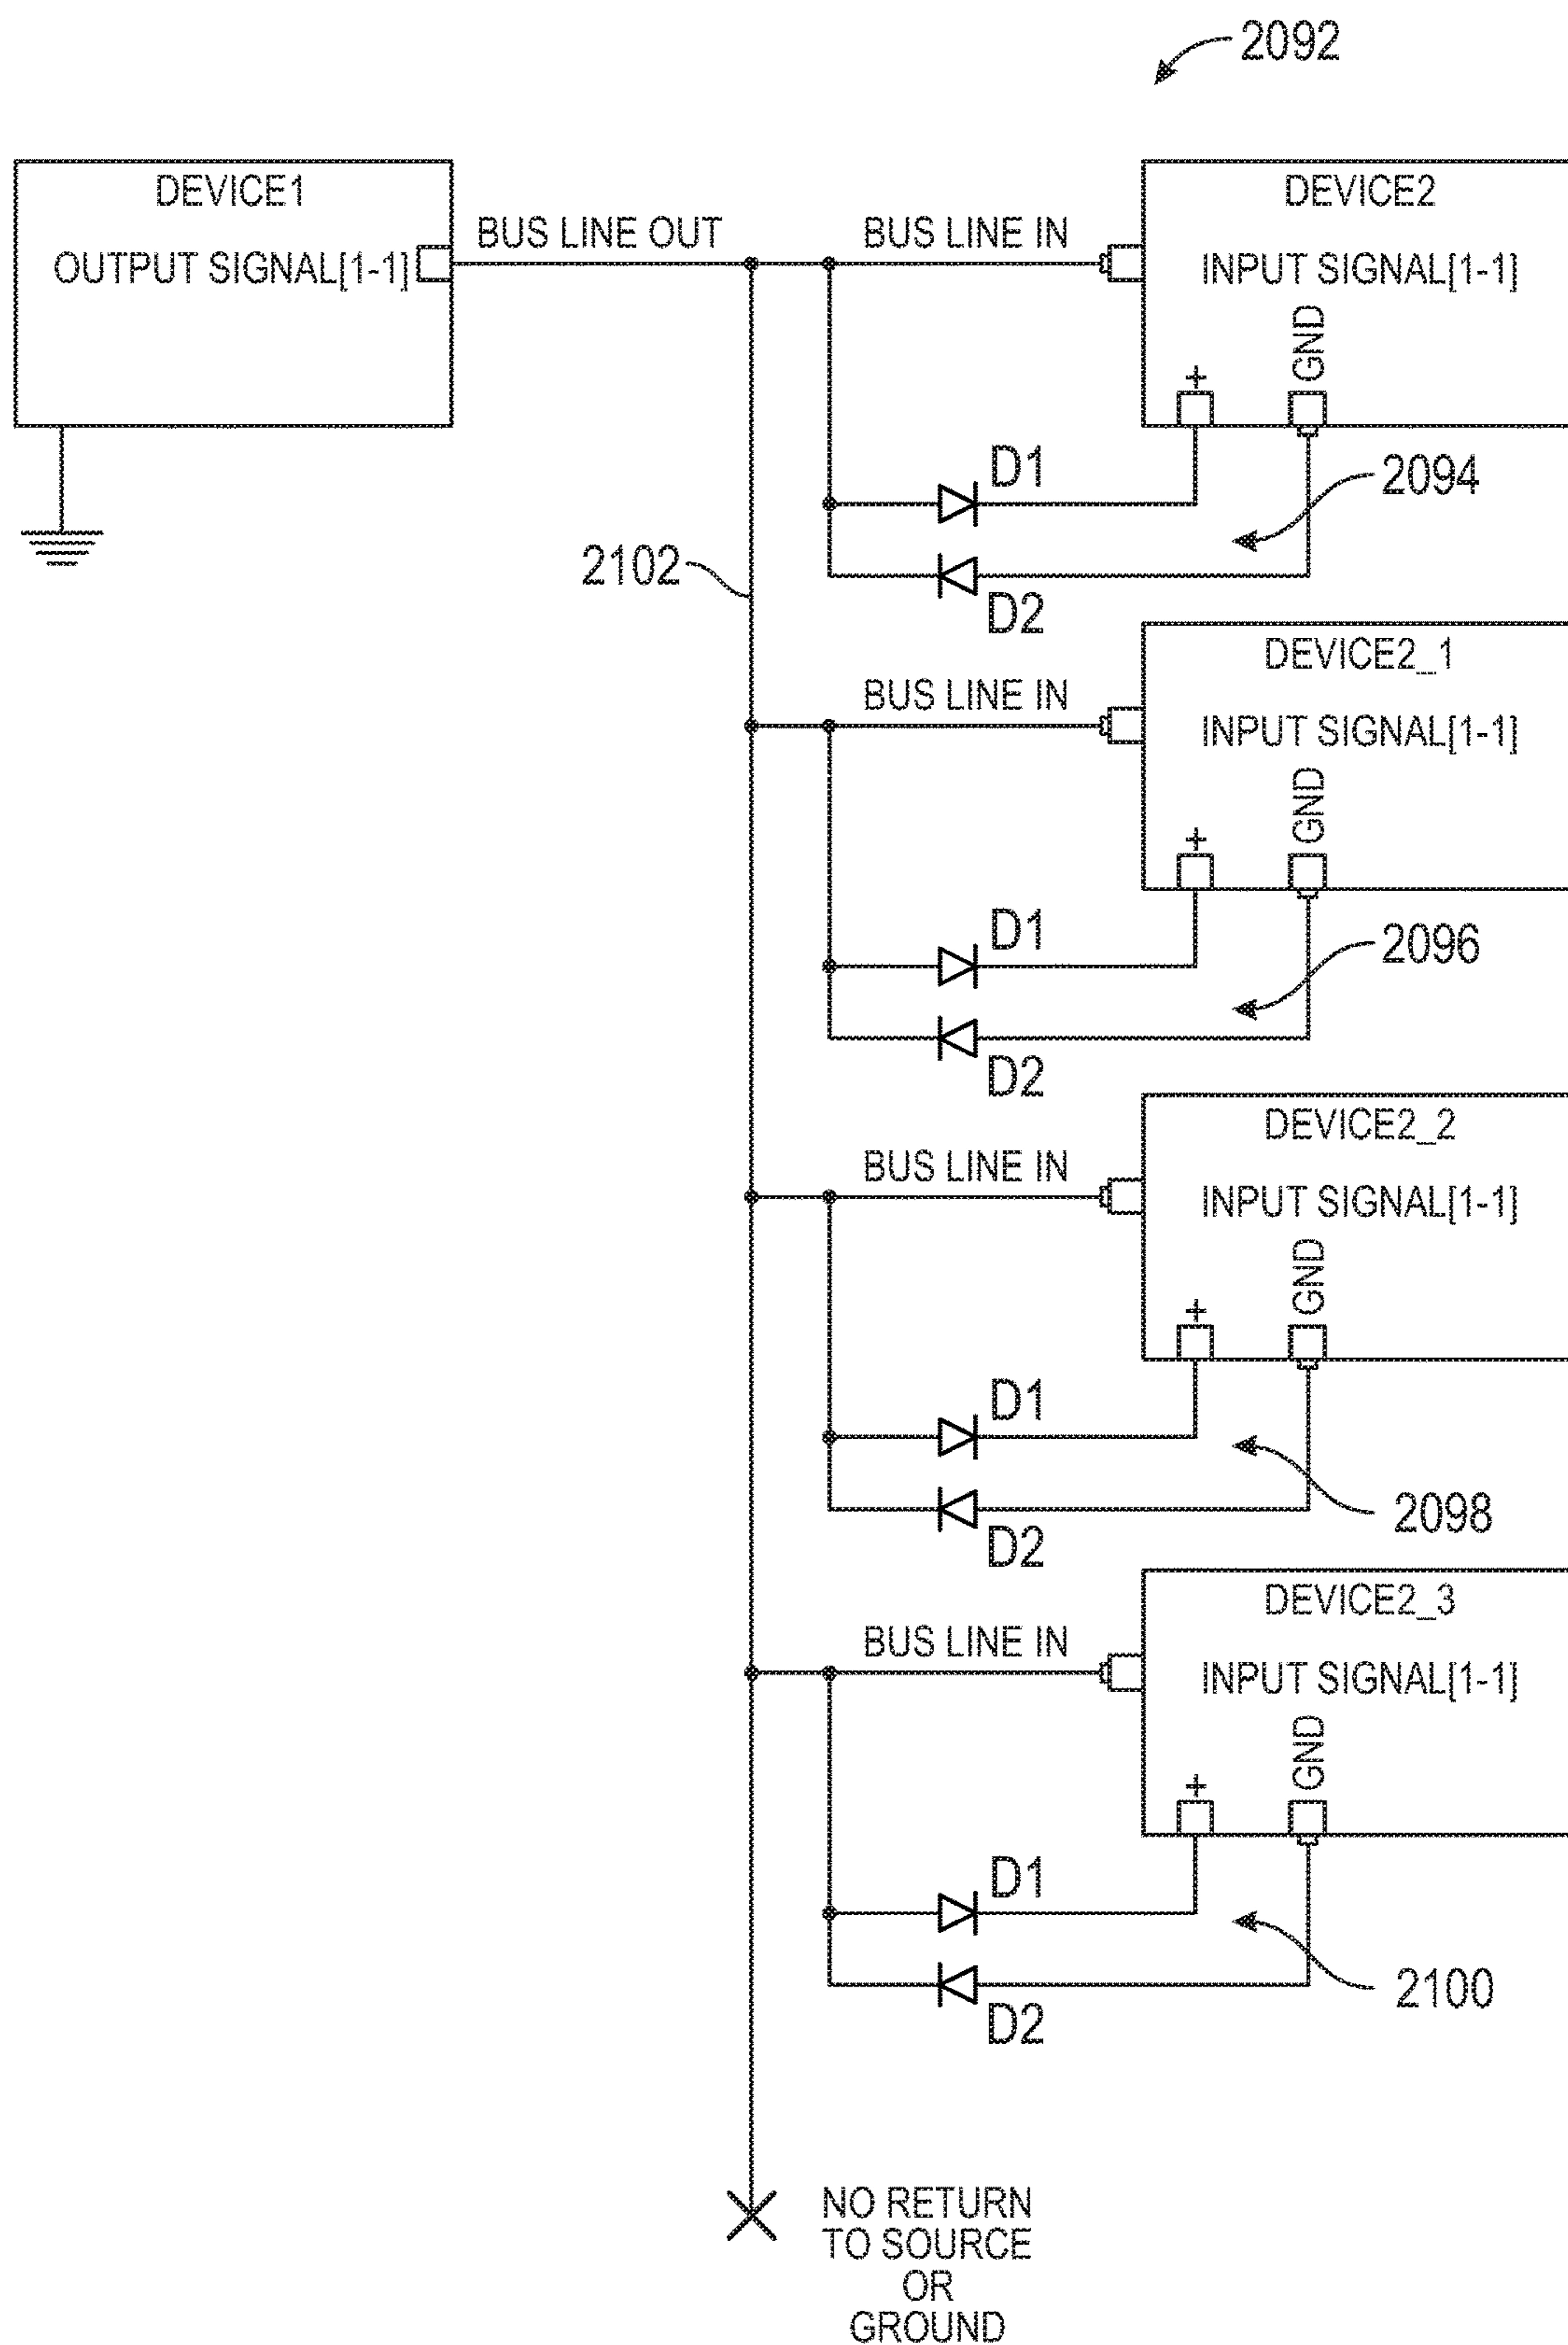 2092
DEVICE1
OUTPUT SIGNAL[1-1]
BUS LINE OUT
BUS LINE IN
DEVICE2
INPUT SIGNAL[1-1]
+
GND
D1
2094
D2
2102
DEVICE2_1
BUS LINE IN
INPUT SIGNAL[1-1]
+
GND
D1
2096
D2
DEVICE2_2
BUS LINE IN
INPUT SIGNAL[1-1]
+
GND
D1
2098
D2
DEVICE2_3
BUS LINE IN
INPUT SIGNAL[1-1]
+
GND
D1
2100
D2
NO RETURN
TO SOURCE
OR
GROUND